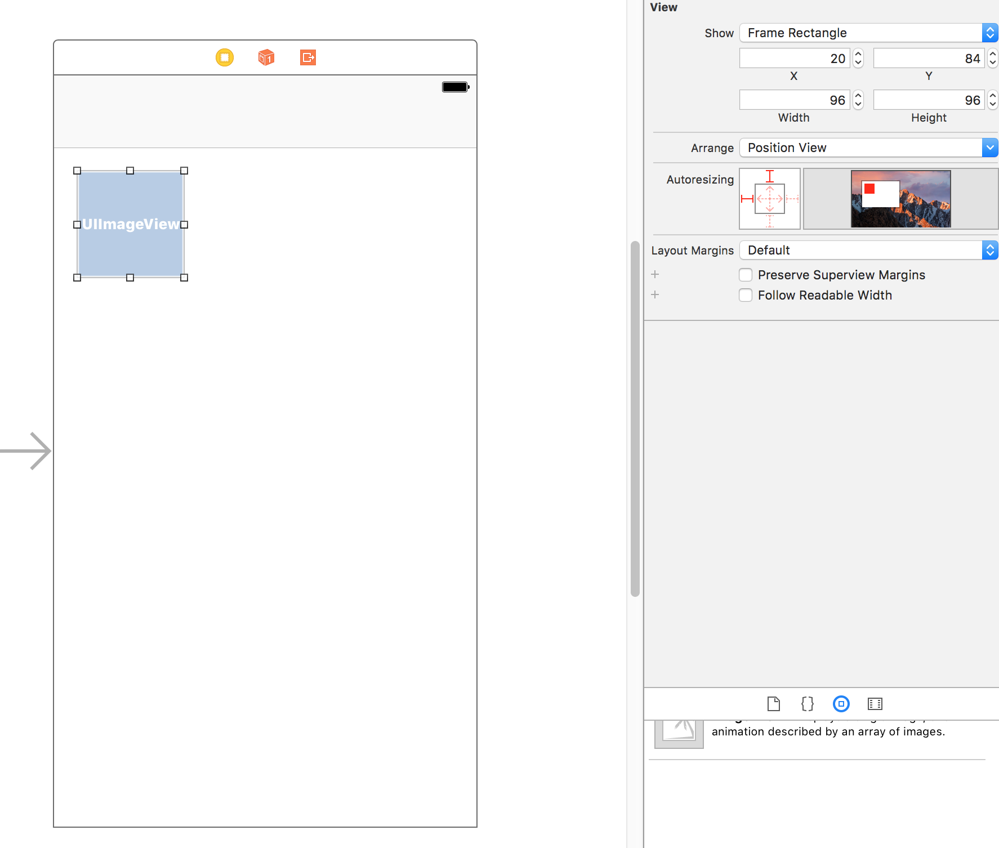 View
Show Frame Rectangle
20 84
X Y
96 96
Width Height
Arrange Position View
Autoresizing
UIImageView
Layout Margins Default
Preserve Superview Margins
Follow Readable Width
animation described by an array of images.